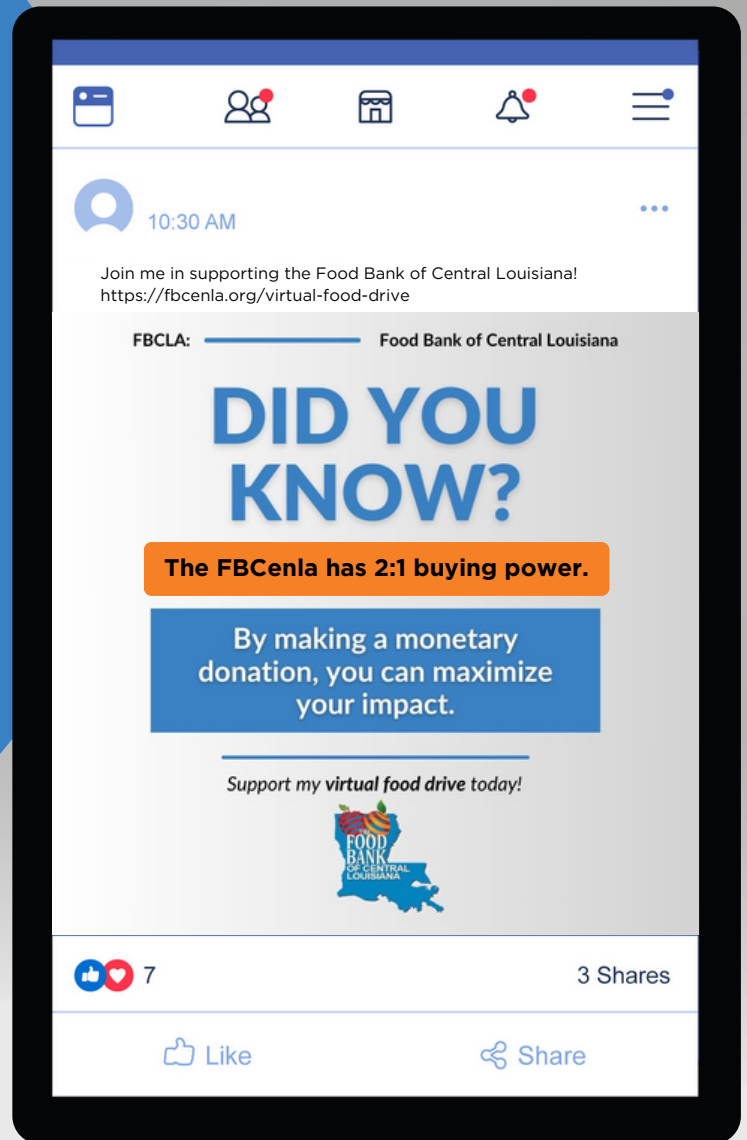 10:30 AM
Join me in supporting the Food Bank of Central Louisiana!
https://fbcenla.org/virtual-food-drive
FBCLA: Food Bank of Central Louisiana
DID YOU
KNOW?
The FBCenla has 2:1 buying power.
By making a monetary
donation, you can maximize
your impact.
Support my virtual food drive today!
FOOD
BANK
OF CENTRAL
LOUISIANA
7 3 Shares
Like Share